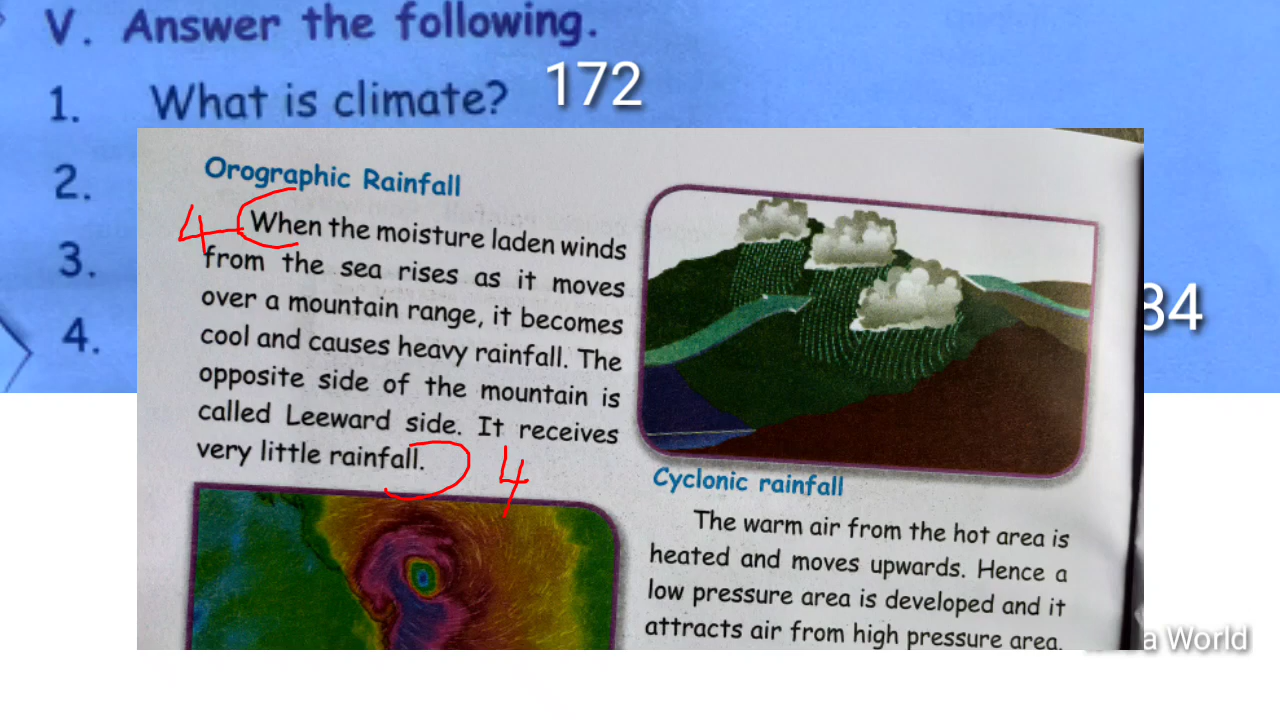 V. Answer the following.
1. What is climate? 172
2.
3.
4.
84
Orographic Rainfall
4
When the moisture laden winds
from the sea rises as it moves
over a mountain range, it becomes
cool and causes heavy rainfall. The
opposite side of the mountain is
called Leeward side. It receives
very little rainfall.
4
Cyclonic rainfall
The warm air from the hot area is
heated and moves upwards. Hence a
low pressure area is developed and it
attracts air from high pressure area.
a World